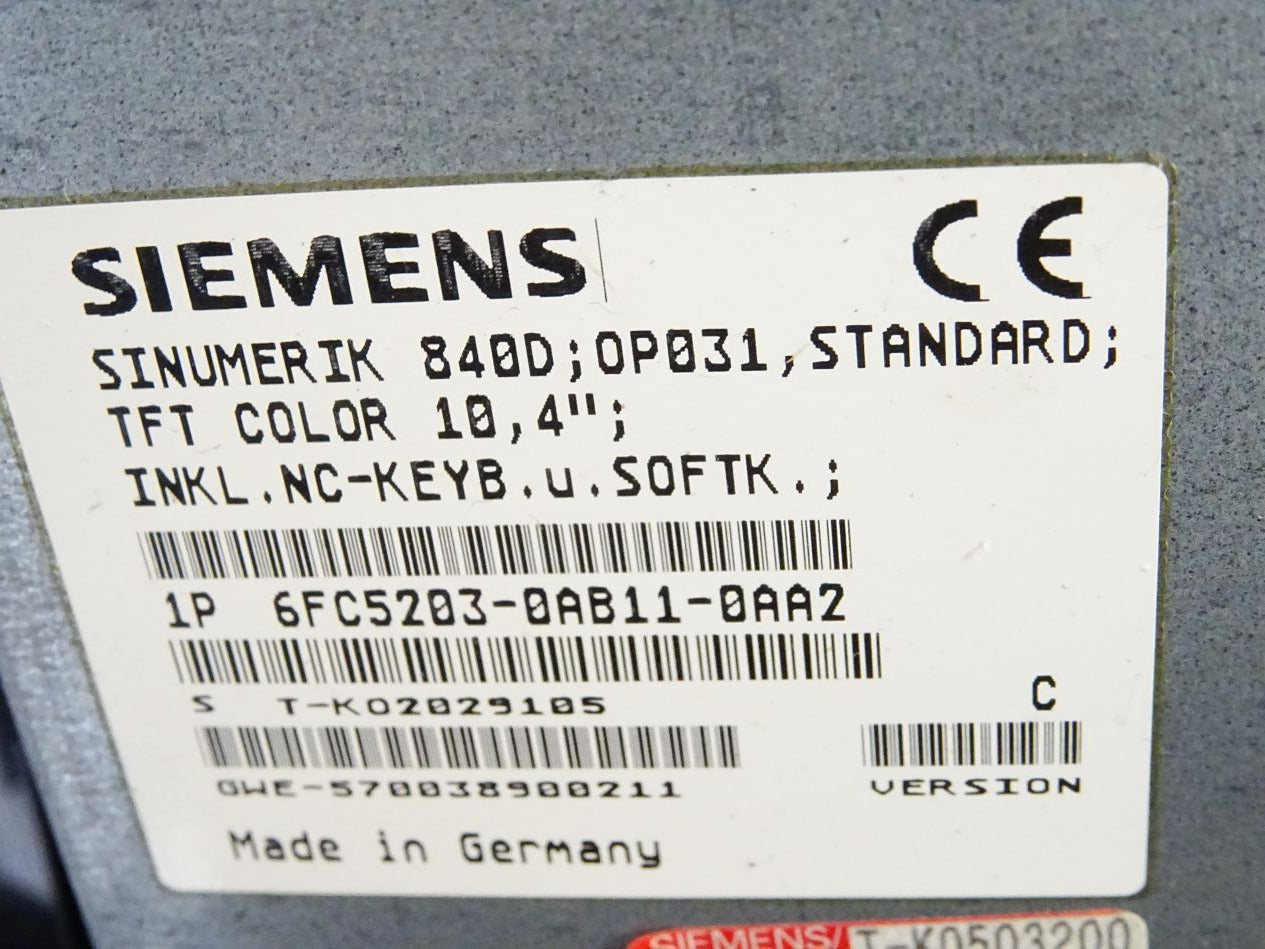 SIEMENS
CE
SINUMERIK 840D;OP031,STANDARD;
TFT COLOR 10,4";
INKL.NC-KEYB.u.SOFTK.;
1P 6FC5203-0AB11-0AA2
S T-K02029105
C
GWE-570038900211
VERSION
Made in Germany
SIEMENS/ T-K0503200